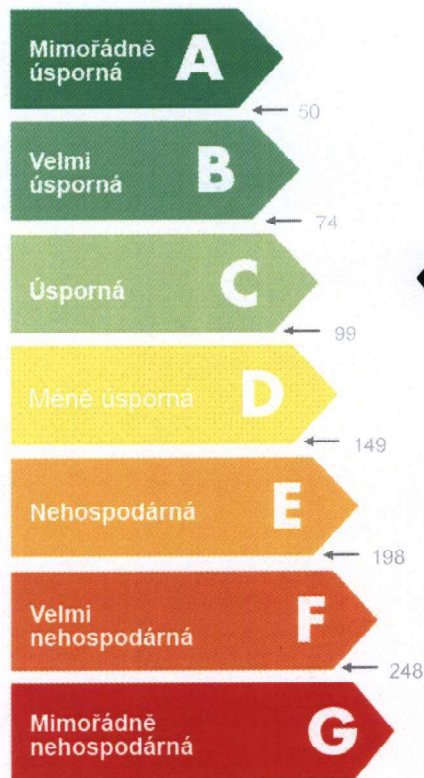 Mimořádně
úsporná
A
50
Velmi
úsporná
B
74
Úsporná
C
99
Méně úsporná
D
149
Nehospodárná
E
198
Velmi
nehospodárná
F
248
Mimořádně
nehospodárná
G